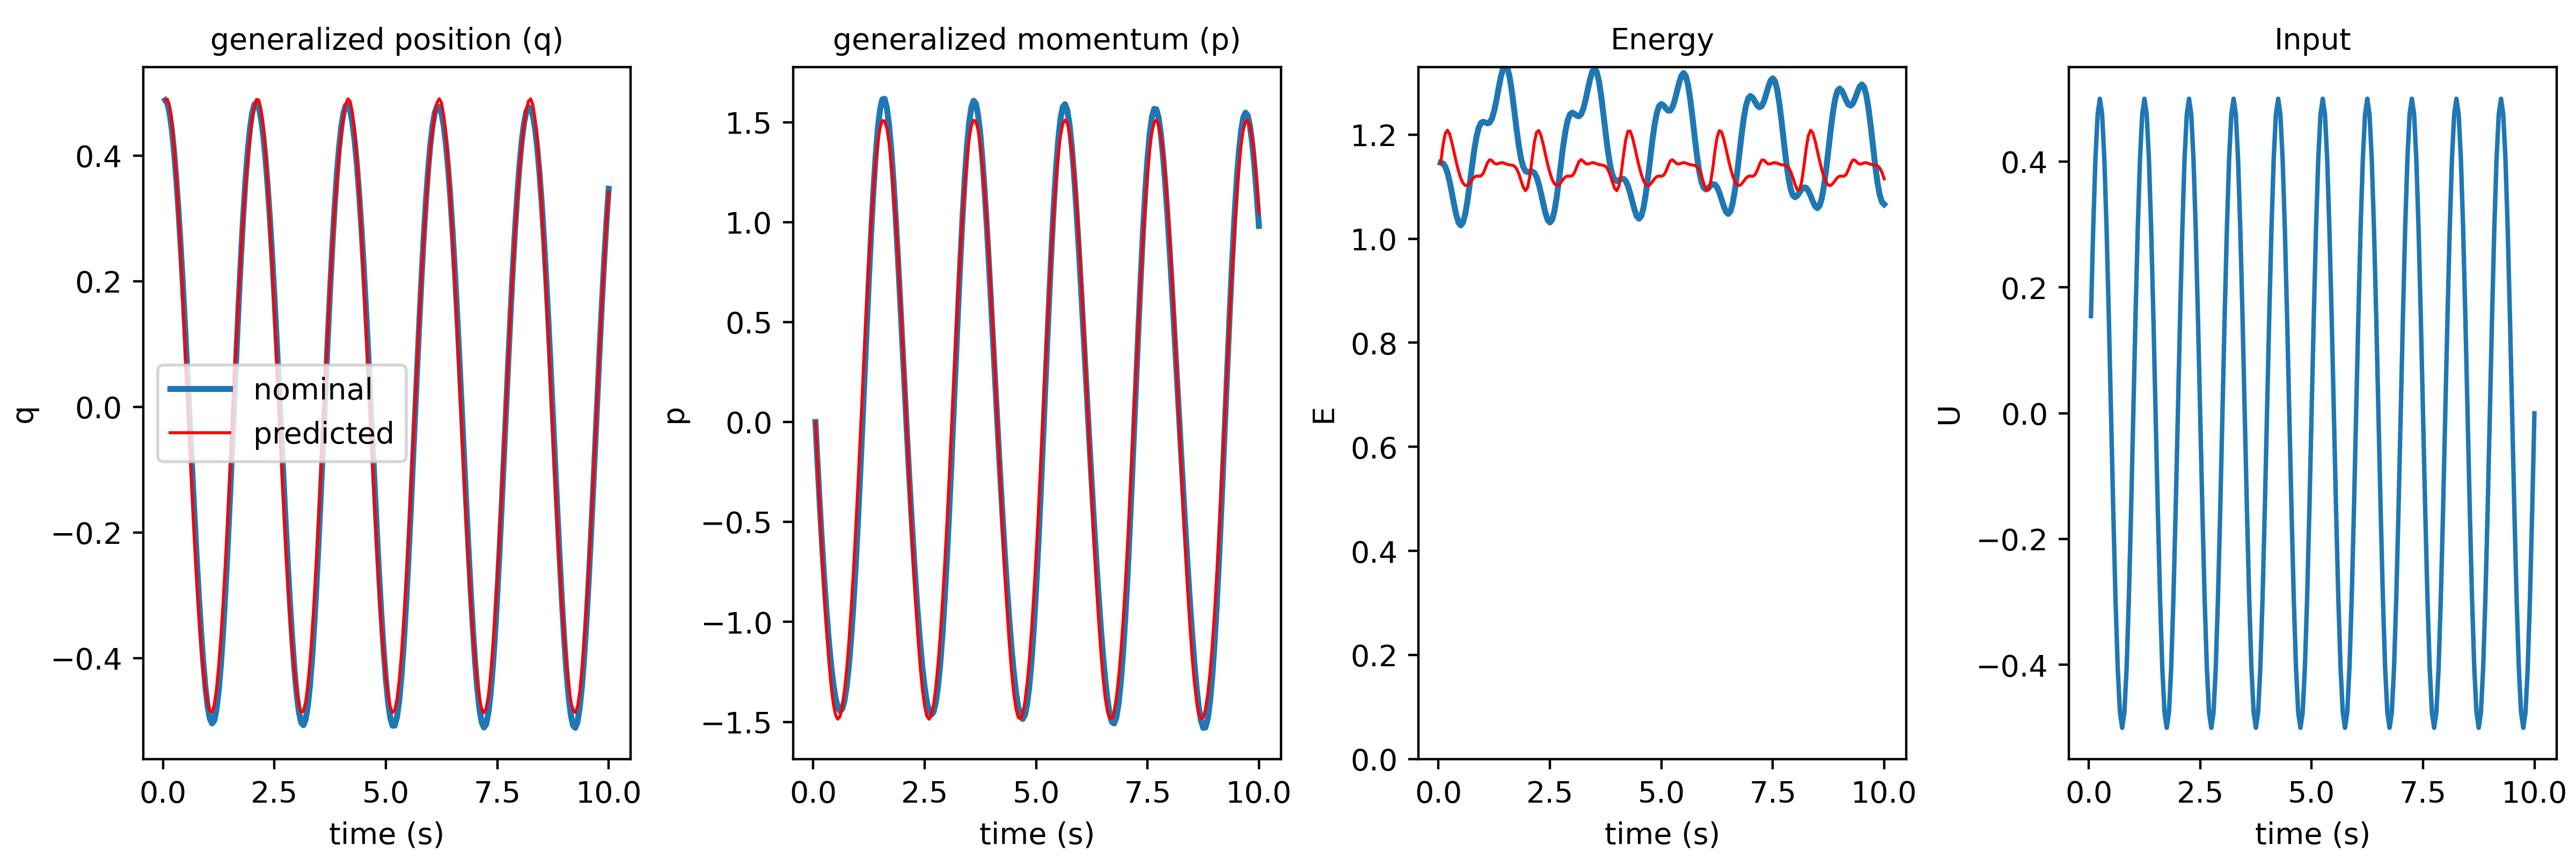 generalized position (q)
q
0.4
0.2
0.0
−0.2
−0.4
nominal
predicted
0.0 2.5 5.0 7.5 10.0
time (s)
generalized momentum (p)
p
1.5
1.0
0.5
0.0
−0.5
−1.0
−1.5
0.0 2.5 5.0 7.5 10.0
time (s)
Energy
E
1.2
1.0
0.8
0.6
0.4
0.2
0.0
0.0 2.5 5.0 7.5 10.0
time (s)
Input
U
0.4
0.2
0.0
−0.2
−0.4
0.0 2.5 5.0 7.5 10.0
time (s)